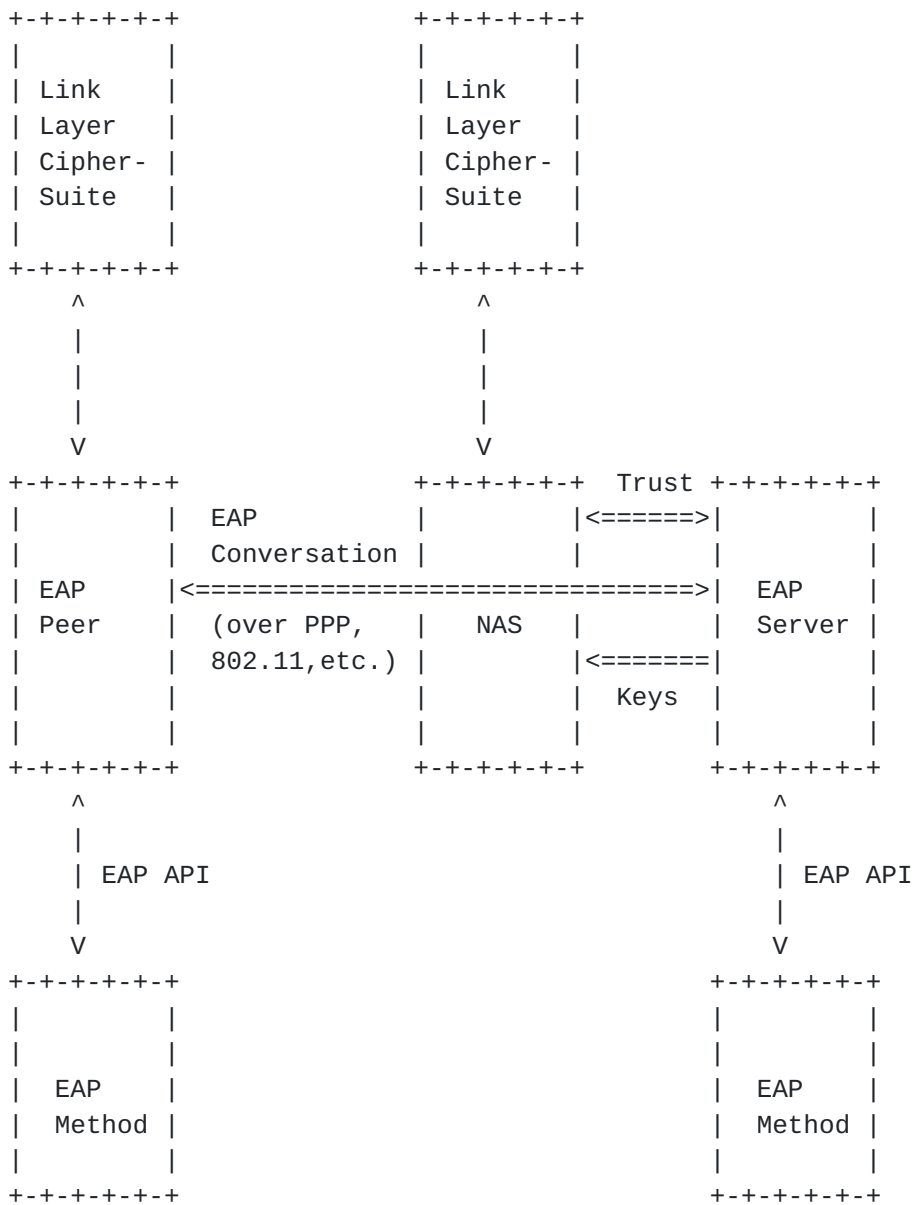 +-+-+-+-+-+               +-+-+-+-+-+
|         |               |         |
| Link    |               | Link    |
| Layer   |               | Layer   |
| Cipher- |               | Cipher- |
| Suite   |               | Suite   |
|         |               |         |
+-+-+-+-+-+               +-+-+-+-+-+
    ^                         ^
    |                         |
    |                         |
    |                         |
    V                         V
+-+-+-+-+-+               +-+-+-+-+-+  Trust +-+-+-+-+-+
|         |  EAP          |         |<======>|         |
|         |  Conversation |         |        |         |
| EAP     |<================================>|  EAP    |
| Peer    |  (over PPP,   |   NAS   |        |  Server |
|         |  802.11,etc.) |         |<=======|         |
|         |               |         |  Keys  |         |
|         |               |         |        |         |
+-+-+-+-+-+               +-+-+-+-+-+        +-+-+-+-+-+
    ^                                            ^
    |                                            |
    | EAP API                                    | EAP API
    |                                            |
    V                                            V
+-+-+-+-+-+                                  +-+-+-+-+-+
|         |                                  |         |
|         |                                  |         |
|  EAP    |                                  |  EAP    |
|  Method |                                  |  Method |
|         |                                  |         |
+-+-+-+-+-+                                  +-+-+-+-+-+